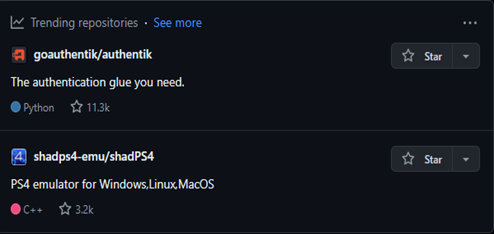 Trending repositories · See more
goauthentik/authentik
Star
The authentication glue you need.
Python 11.3k
shadps4-emu/shadPS4
Star
PS4 emulator for Windows,Linux,MacOS
C++ 3.2k